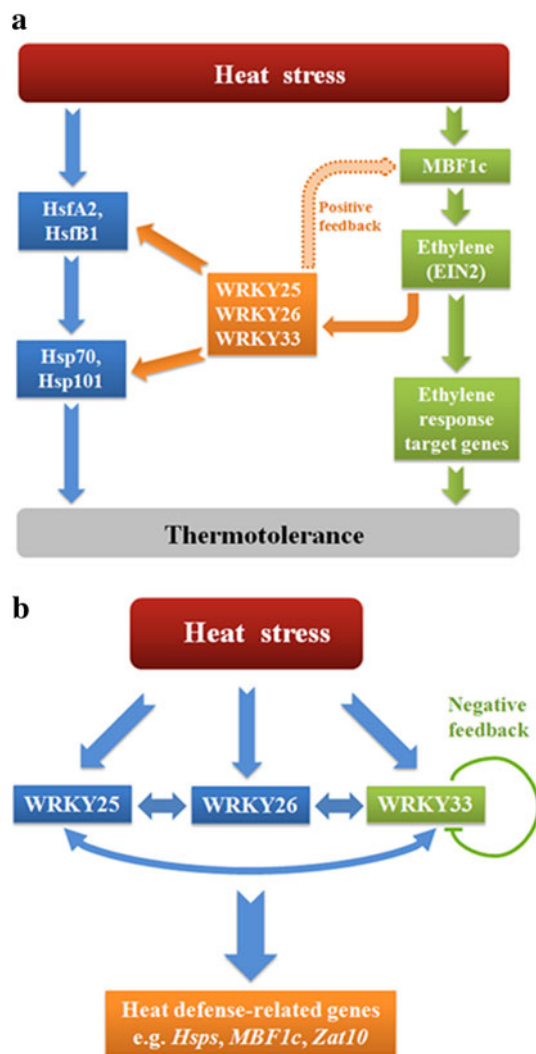 a
Heat stress
MBF1c
HsfA2,
HsfB1
Positive
feedback
Ethylene
(EIN2)
WRKY25
WRKY26
WRKY33
Hsp70,
Hsp101
Ethylene
response
target genes
Thermotolerance
b
Heat stress
Negative
feedback
WRKY25
WRKY26
WRKY33
Heat defense-related genes
e.g. Hsps, MBF1c, Zat10